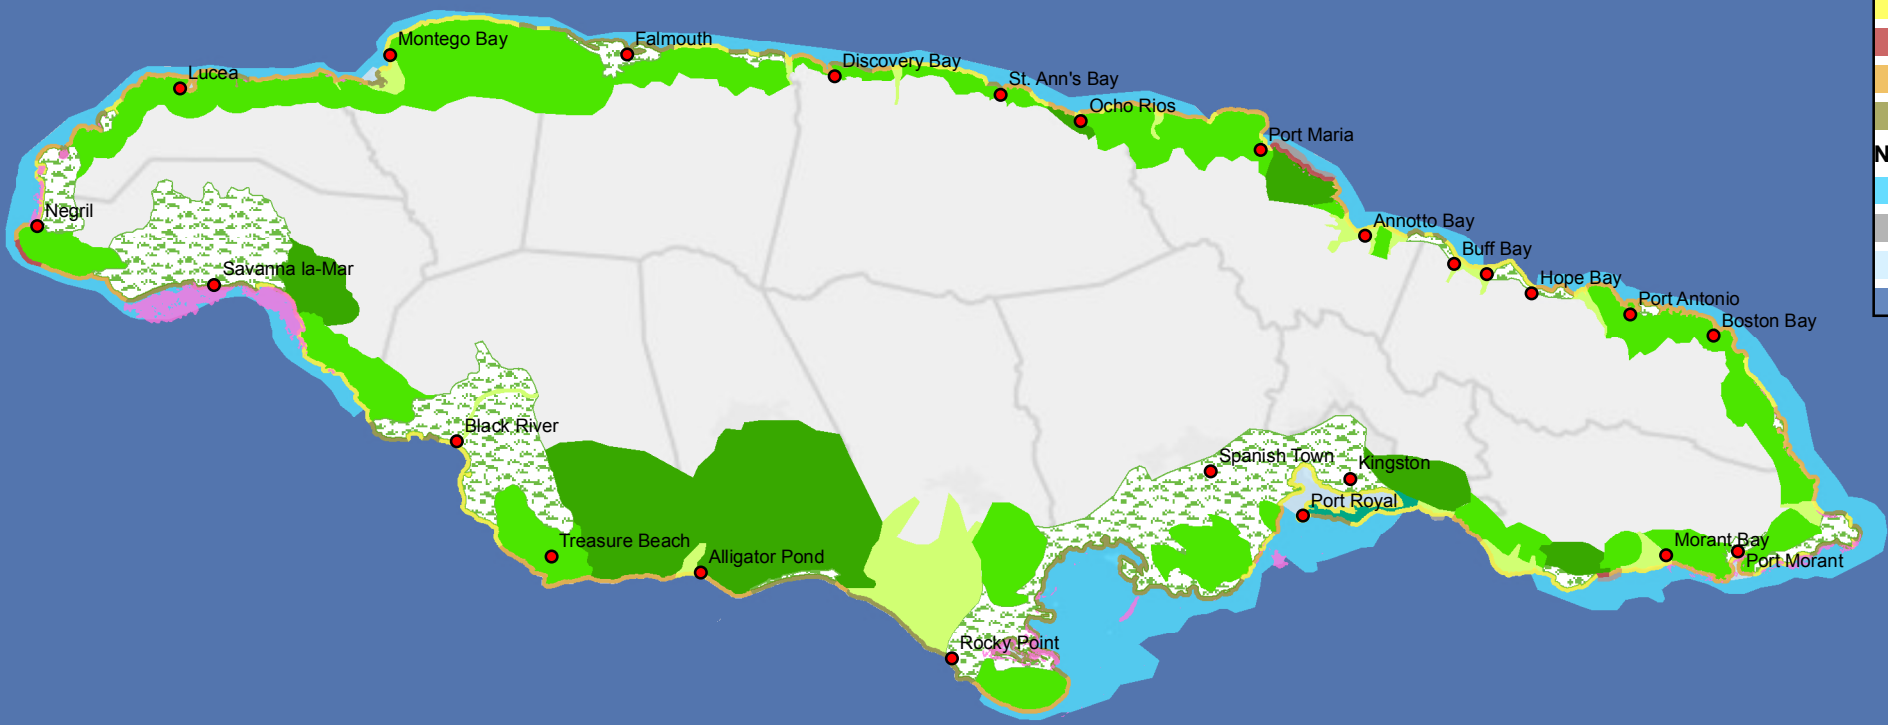 Montego Bay
Falmouth
Lucea
Discovery Bay
St. Ann's Bay
Ocho Rios
Port Maria
N
Negril
Annotto Bay
Buff Bay
Savanna la-Mar
Hope Bay
Port Antonio
Boston Bay
Black River
Spanish Town
Kingston
Port Royal
Treasure Beach
Alligator Pond
Morant Bay
Port Morant
Rocky Point